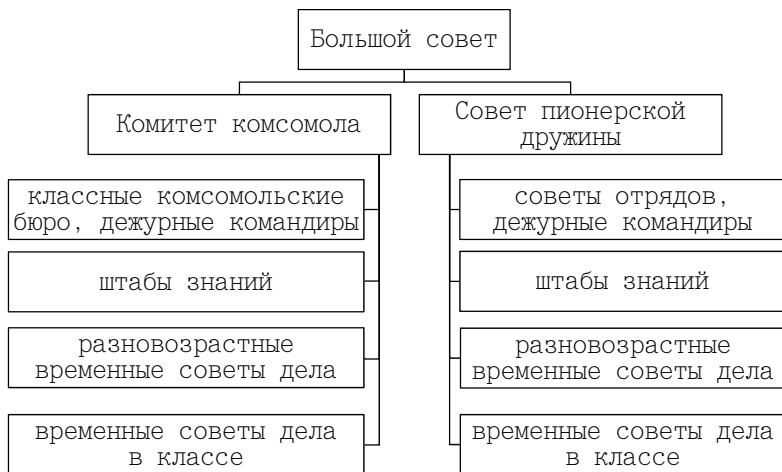 Большой совет
Комитет комсомола
Совет пионерской
дружины
классные комсомольские
бюро, дежурные командиры
штабы знаний
разновозрастные
временные советы дела
временные советы дела
в классе
советы отрядов,
дежурные командиры
штабы знаний
разновозрастные
временные советы дела
временные советы дела
в классе